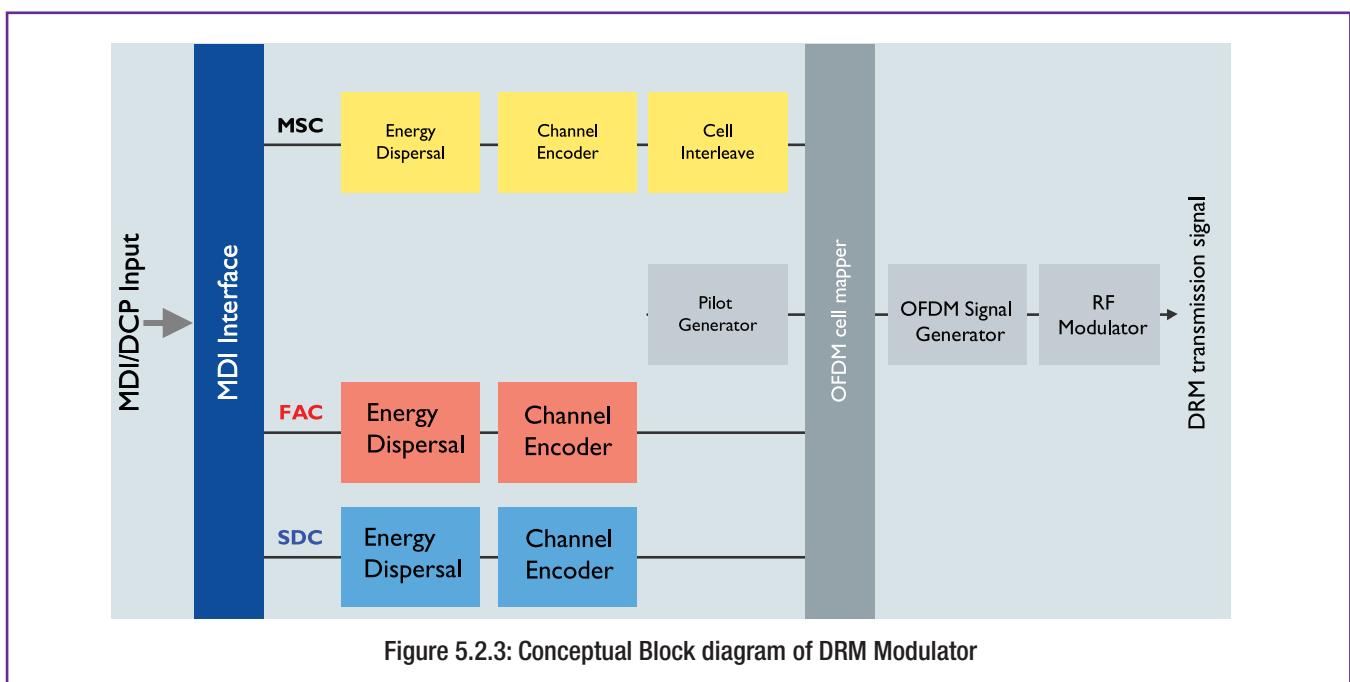 MDI/DCP Input
MDI Interface
MSC
Energy
Dispersal
Channel
Encoder
Cell
Interleave
Pilot
Generator
FAC
Energy
Dispersal
Channel
Encoder
SDC
Energy
Dispersal
Channel
Encoder
OFDM cell mapper
OFDM Signal
Generator
RF
Modulator
DRM transmission signal
Figure 5.2.3: Conceptual Block diagram of DRM Modulator